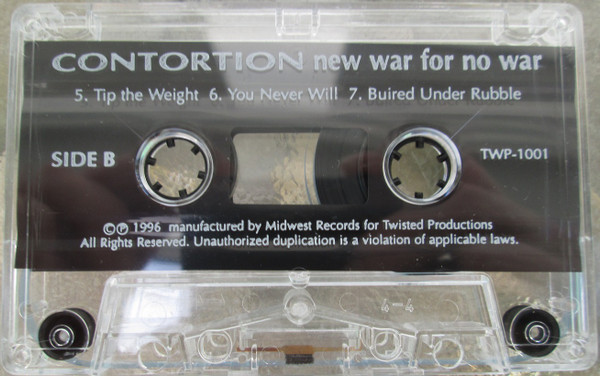 CONTORTION new war for no war
5. Tip the Weight 6. You Never Will 7. Buired Under Rubble
SIDE B
TWP-1001
©℗ 1996 manufactured by Midwest Records for Twisted Productions
All Rights Reserved. Unauthorized duplication is a violation of applicable laws.
4-4